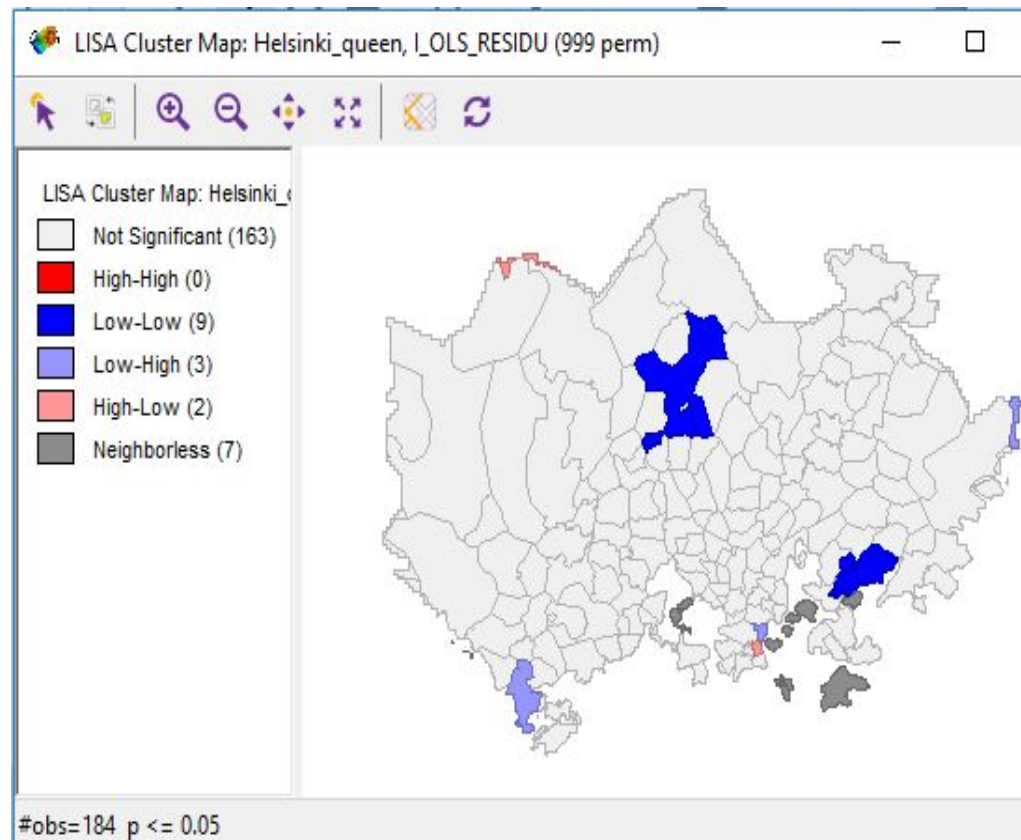 LISA Cluster Map: Helsinki_queen, I_OLS_RESIDU (999 perm)
LISA Cluster Map: Helsinki_
Not Significant (163)
High-High (0)
Low-Low (9)
Low-High (3)
High-Low (2)
Neighborless (7)
#obs=184 p <= 0.05